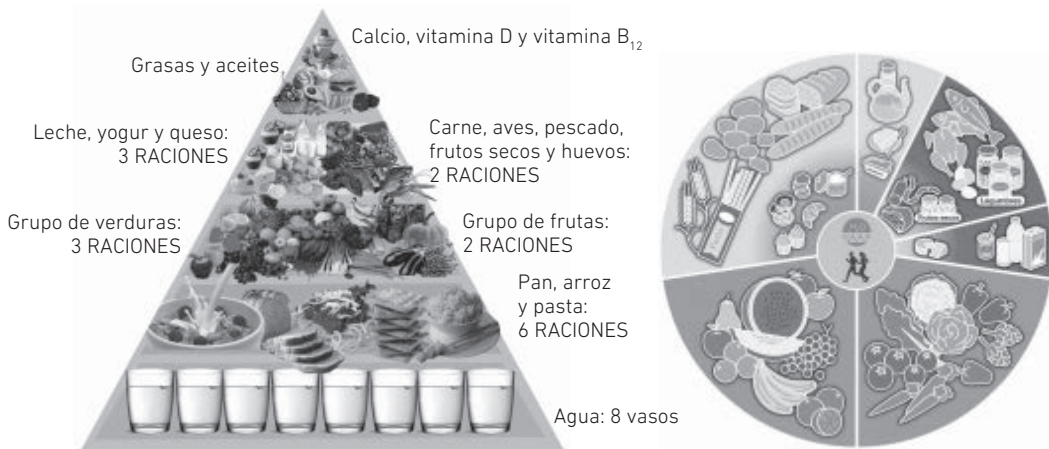 Calcio, vitamina D y vitamina B₁₂
Grasas y aceites,
Leche, yogur y queso:
3 RACIONES
Carne, aves, pescado,
frutos secos y huevos:
2 RACIONES
Grupo de verduras:
3 RACIONES
Grupo de frutas:
2 RACIONES
Pan, arroz
y pasta:
6 RACIONES
Agua: 8 vasos
Legumbres